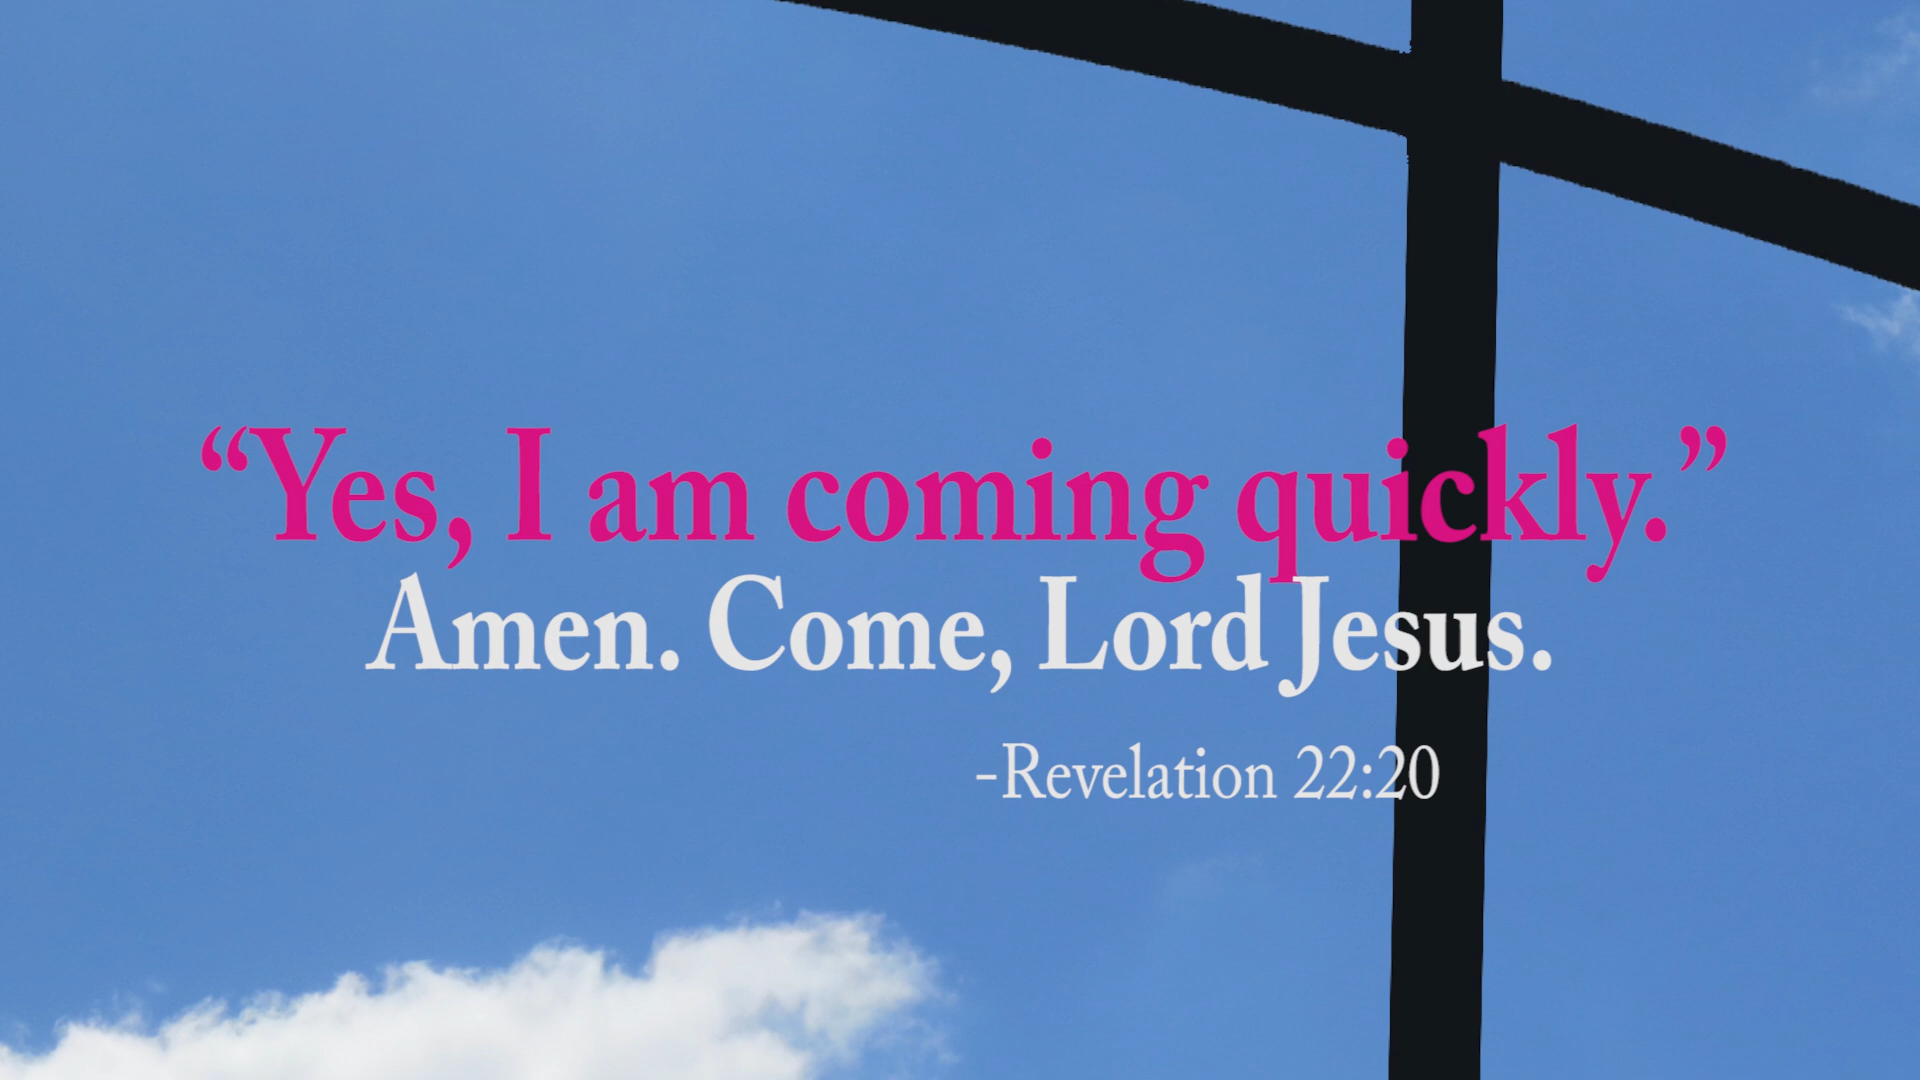 “Yes, I am coming quickly.”
Amen. Come, Lord Jesus.
-Revelation 22:20